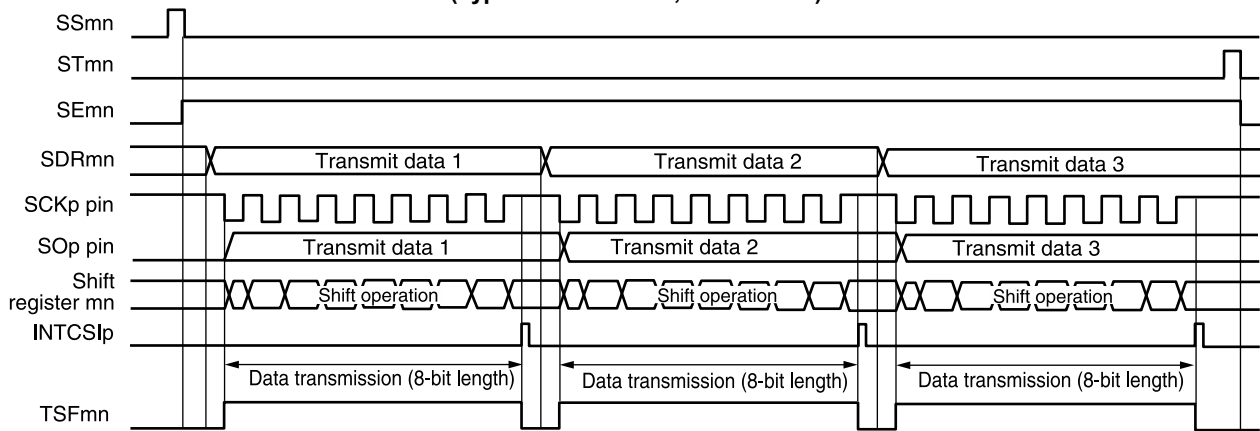 SSmn
STmn
SEmn
SDRmn Transmit data 1 Transmit data 2 Transmit data 3
SCKp pin
SOp pin Transmit data 1 Transmit data 2 Transmit data 3
Shift
register mn Shift operation Shift operation Shift operation
INTCSIp
Data transmission (8-bit length) Data transmission (8-bit length) Data transmission (8-bit length)
TSFmn